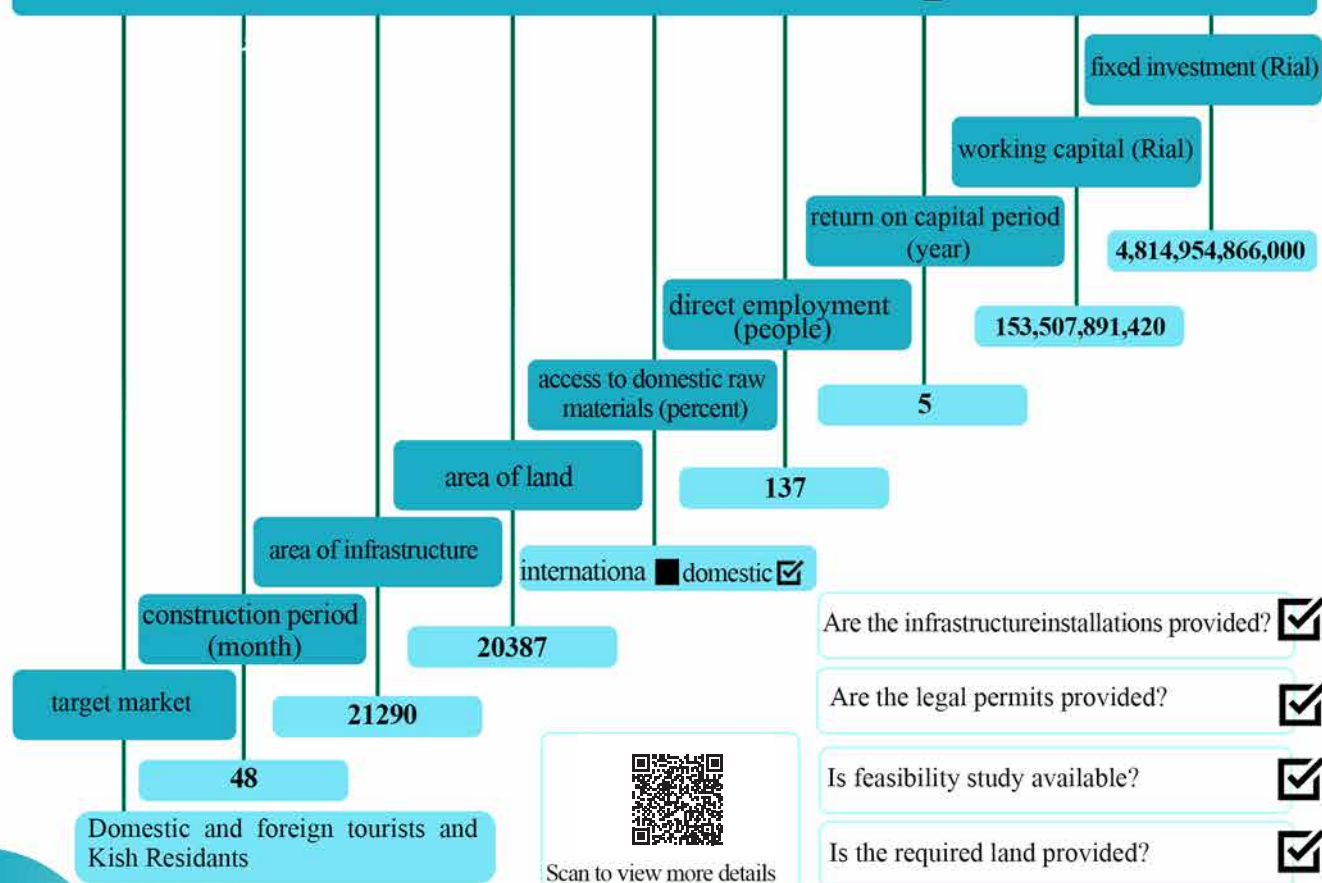 fixed investment (Rial)
4,814,954,866,000
working capital (Rial)
153,507,891,420
return on capital period
(year)
5
direct employment
(people)
137
access to domestic raw
materials (percent)
internationa domestic
area of land
20387
area of infrastructure
21290
construction period
(month)
48
target market
Domestic and foreign tourists and
Kish Residants
Scan to view more details
Are the infrastructureinstallations provided?
Are the legal permits provided?
Is feasibility study available?
Is the required land provided?